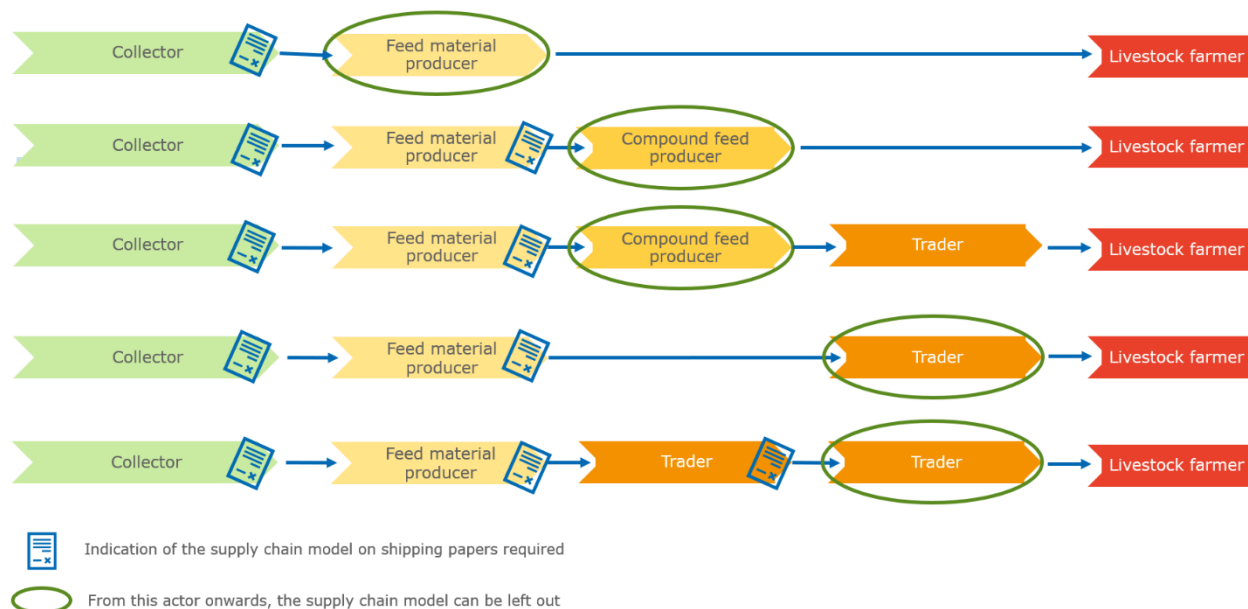 Collector
Feed material
producer
Livestock farmer
Collector
Feed material
producer
Compound feed
producer
Livestock farmer
Collector
Feed material
producer
Compound feed
producer
Trader
Livestock farmer
Collector
Feed material
producer
Trader
Livestock farmer
Collector
Feed material
producer
Trader
Trader
Livestock farmer
Indication of the supply chain model on shipping papers required
From this actor onwards, the supply chain model can be left out